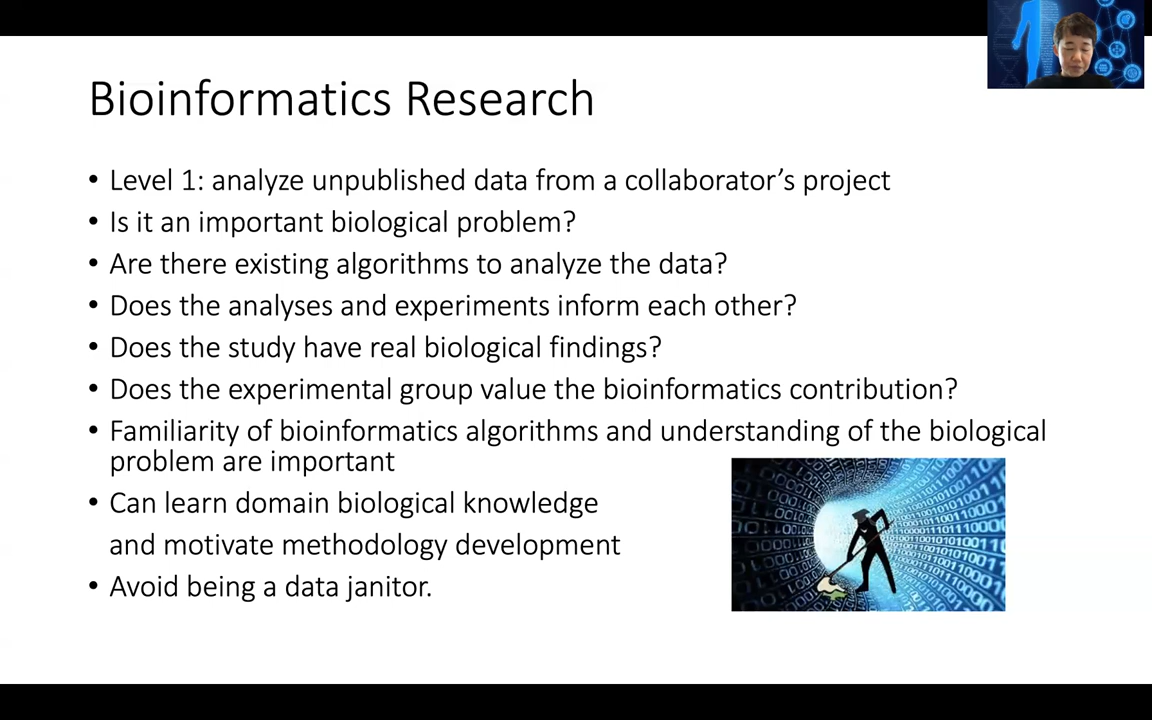 Bioinformatics Research
• Level 1: analyze unpublished data from a collaborator’s project
• Is it an important biological problem?
• Are there existing algorithms to analyze the data?
• Does the analyses and experiments inform each other?
• Does the study have real biological findings?
• Does the experimental group value the bioinformatics contribution?
• Familiarity of bioinformatics algorithms and understanding of the biological
problem are important
• Can learn domain biological knowledge
and motivate methodology development
• Avoid being a data janitor.